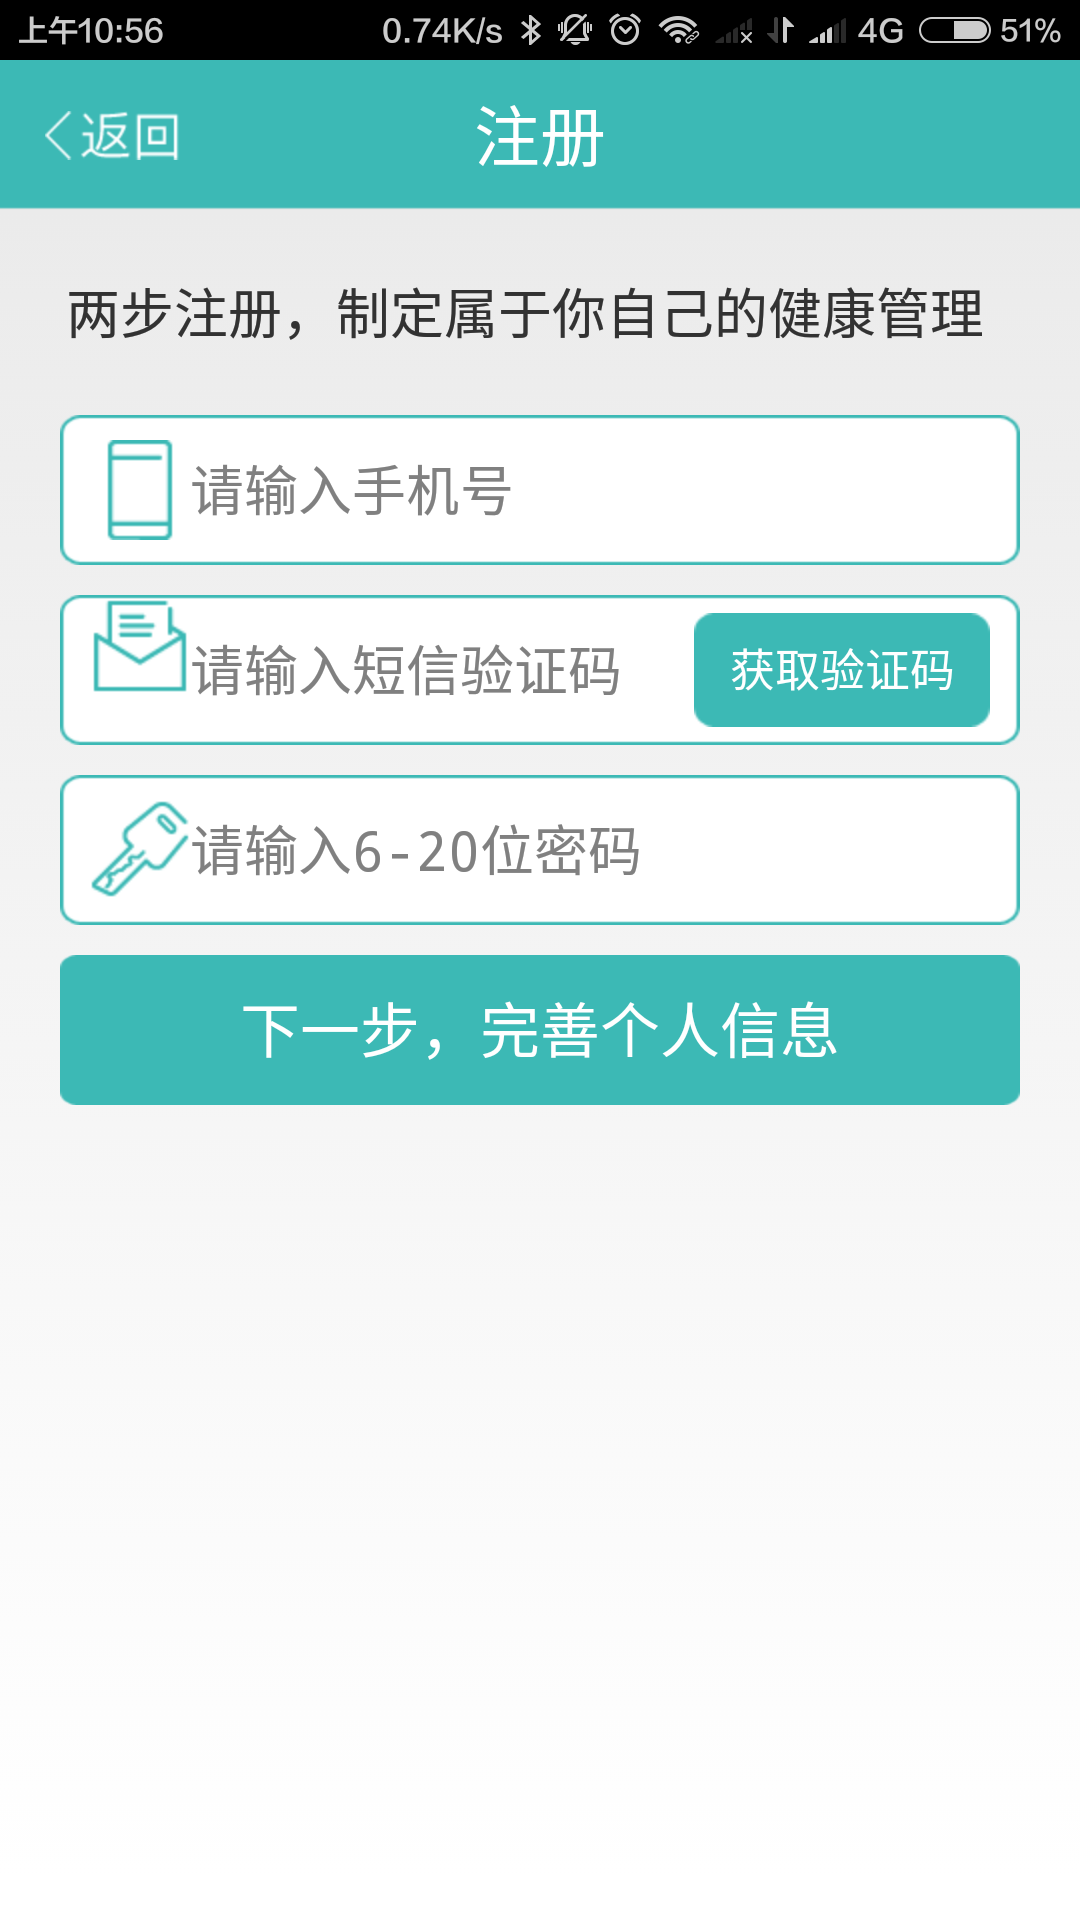 上午10:56 0.74K/s 4G 51%
返回 注册
两步注册，制定属于你自己的健康管理
请输入手机号
请输入短信验证码 获取验证码
请输入6-20位密码
下一步，完善个人信息